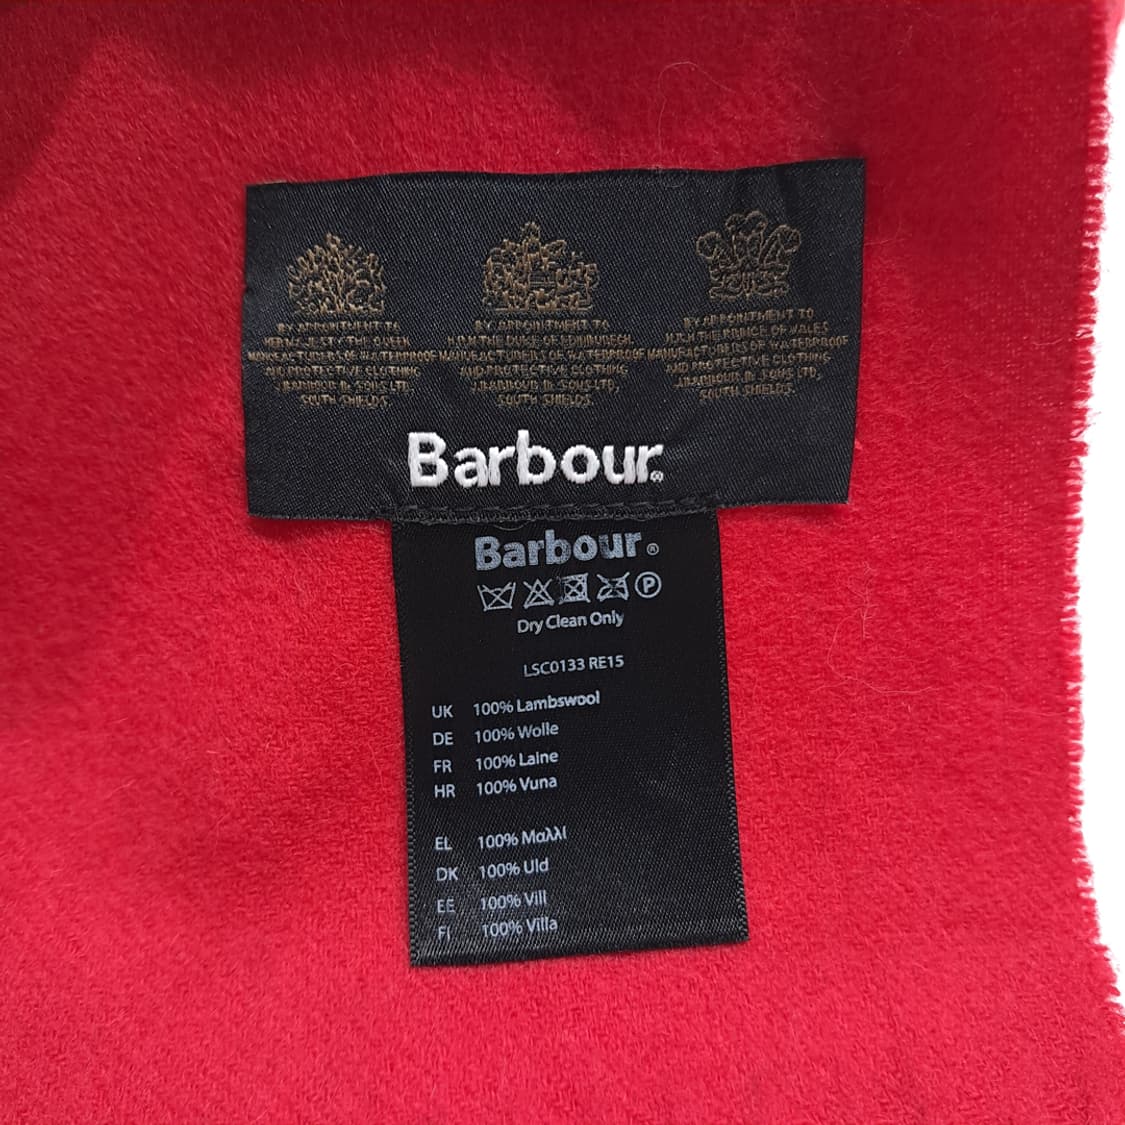 BY APPOINTMENT TO
HER MAJESTY THE QUEEN
MANUFACTURERS OF WATERPROOF
AND PROTECTIVE CLOTHING
J.BARBOUR & SONS LTD.
SOUTH SHIELDS.
BY APPOINTMENT TO
H.R.H. THE DUKE OF EDINBURGH
MANUFACTURERS OF WATERPROOF
AND PROTECTIVE CLOTHING
J.BARBOUR & SONS LTD.
SOUTH SHIELDS.
BY APPOINTMENT TO
H.R.H. THE PRINCE OF WALES
MANUFACTURERS OF WATERPROOF
AND PROTECTIVE CLOTHING
J.BARBOUR & SONS LTD.
SOUTH SHIELDS.
Barbour®
Barbour®
P
Dry Clean Only
LSC0133 RE15
UK 100% Lambswool
DE 100% Wolle
FR 100% Laine
HR 100% Vuna
EL 100% Μαλλί
DK 100% Uld
EE 100% Vill
FI 100% Villa